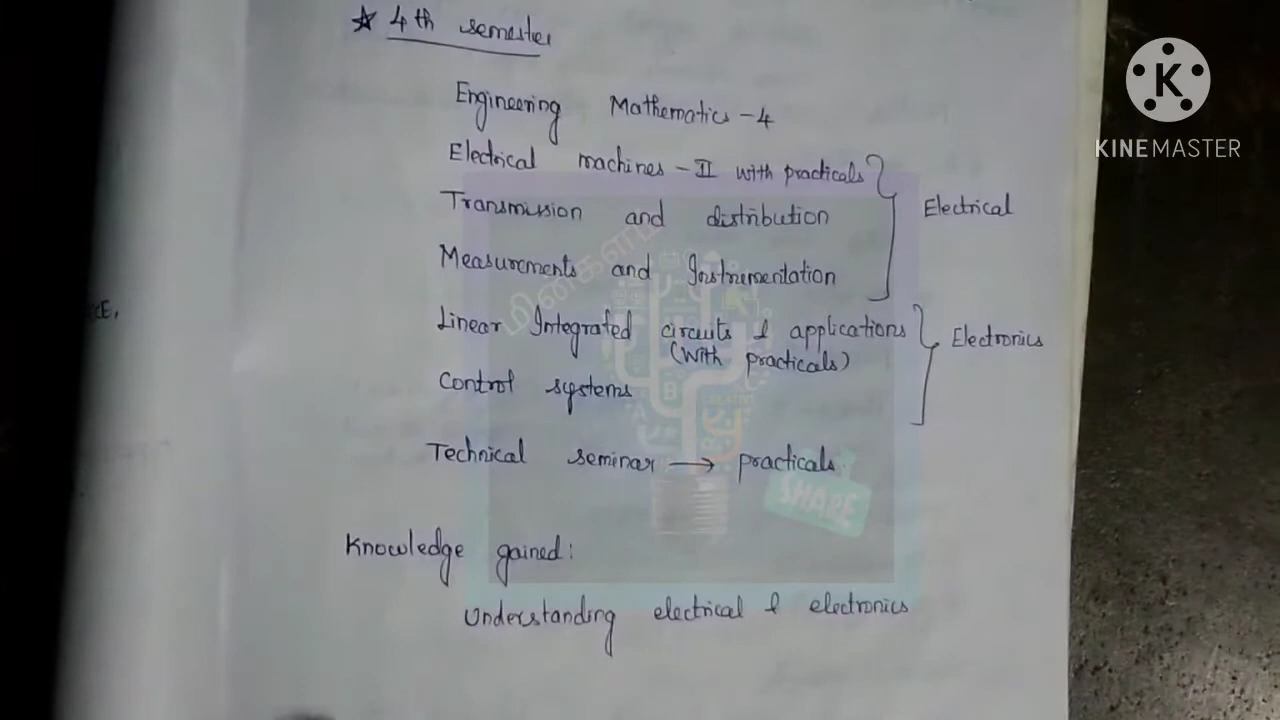 ☆ 4th semester
Engineering Mathematics -4
Electrical machines - II with practicals
Transmission and distribution
Electrical
Measurements and Instrumentation
Linear Integrated circuits & applications
(with practicals)
Electronics
Control systems
Technical seminar → practicals.
Knowledge gained:
Understanding electrical & electronics
K
KINEMASTER
SHARE